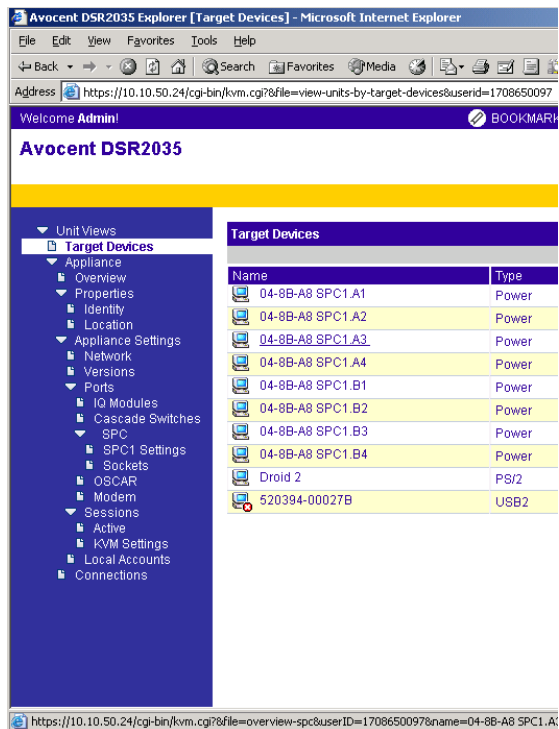 Avocent DSR2035 Explorer [Target Devices] - Microsoft Internet Explorer
File Edit View Favorites Tools Help
Back Search Favorites Media
Address https://10.10.50.24/cgi-bin/kvm.cgi?&file=view-units-by-target-devices&userid=1708650097
Welcome Admin! BOOKMARK
Avocent DSR2035
Unit Views
Target Devices
Appliance
Overview
Properties
Identity
Location
Appliance Settings
Network
Versions
Ports
IQ Modules
Cascade Switches
SPC
SPC1 Settings
Sockets
OSCAR
Modem
Sessions
Active
KVM Settings
Local Accounts
Connections
Target Devices
Name Type
04-8B-A8 SPC1.A1 Power
04-8B-A8 SPC1.A2 Power
04-8B-A8 SPC1.A3 Power
04-8B-A8 SPC1.A4 Power
04-8B-A8 SPC1.B1 Power
04-8B-A8 SPC1.B2 Power
04-8B-A8 SPC1.B3 Power
04-8B-A8 SPC1.B4 Power
Droid 2 PS/2
520394-00027B USB2
https://10.10.50.24/cgi-bin/kvm.cgi?&file=overview-spc&userID=1708650097&name=04-8B-A8 SPC1.A3